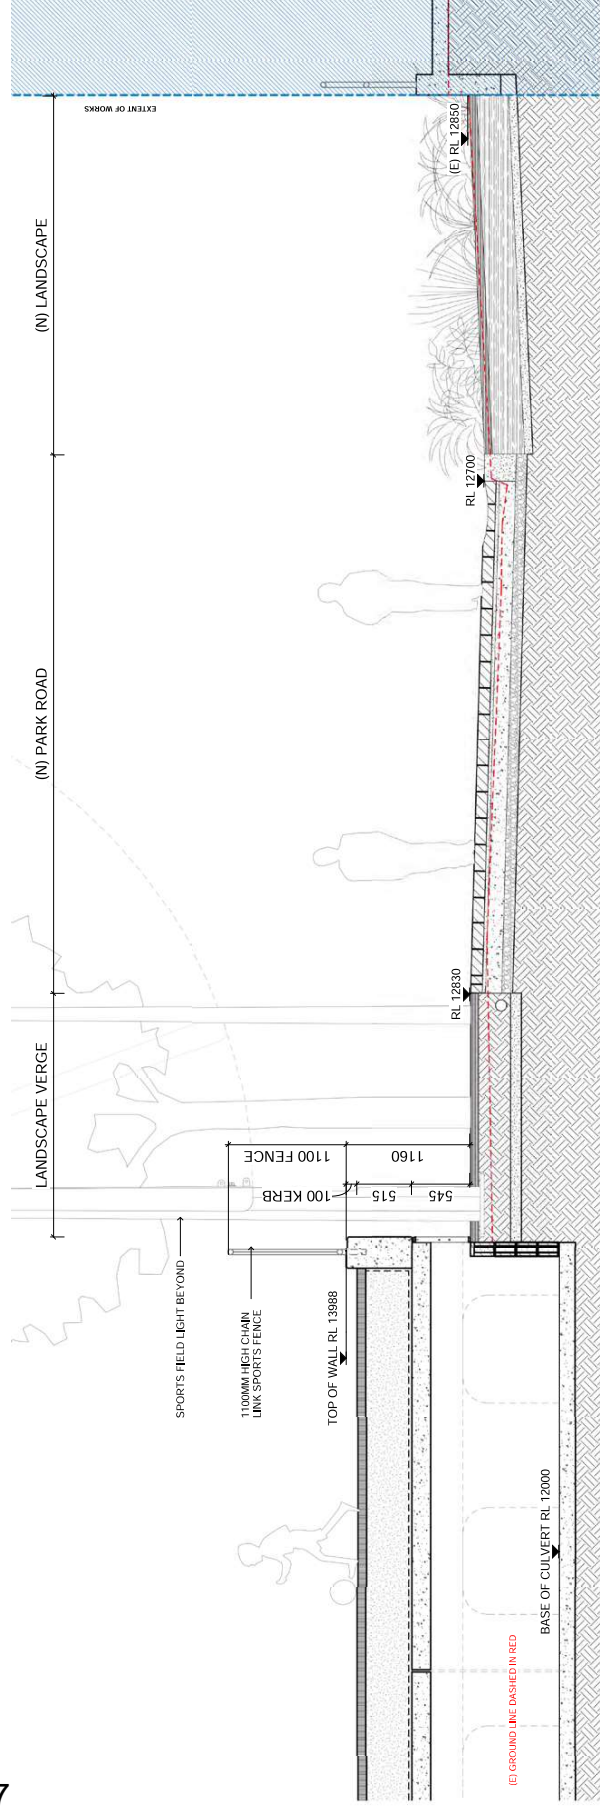 LANDSCAPE VERGE
(N) PARK ROAD
(N) LANDSCAPE
EXTENT OF WORKS
SPORTS FIELD LIGHT BEYOND
1100MM HIGH CHAIN
LINK SPORTS FENCE
1100 FENCE
1160
100 KERB
515
545
TOP OF WALL RL 13988
RL 12830
RL 12700
(E) RL 12850
BASE OF CULVERT RL 12000
(E) GROUND LINE DASHED IN RED
7